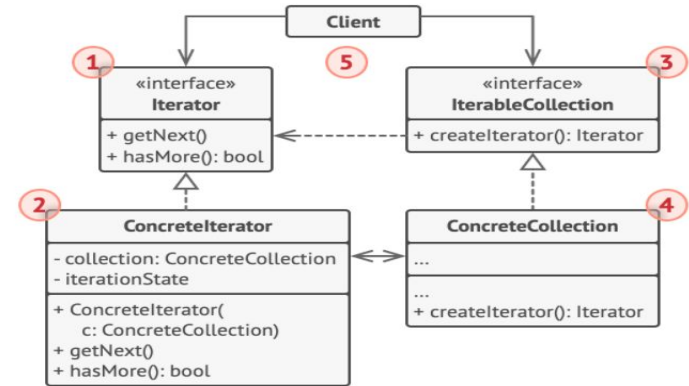 Client
1
5
3
«interface»
Iterator
+ getNext()
+ hasMore(): bool
«interface»
IterableCollection
+ createIterator(): Iterator
2
ConcreteIterator
- collection: ConcreteCollection
- iterationState
+ ConcreteIterator(
c: ConcreteCollection)
+ getNext()
+ hasMore(): bool
4
ConcreteCollection
...
...
+ createIterator(): Iterator